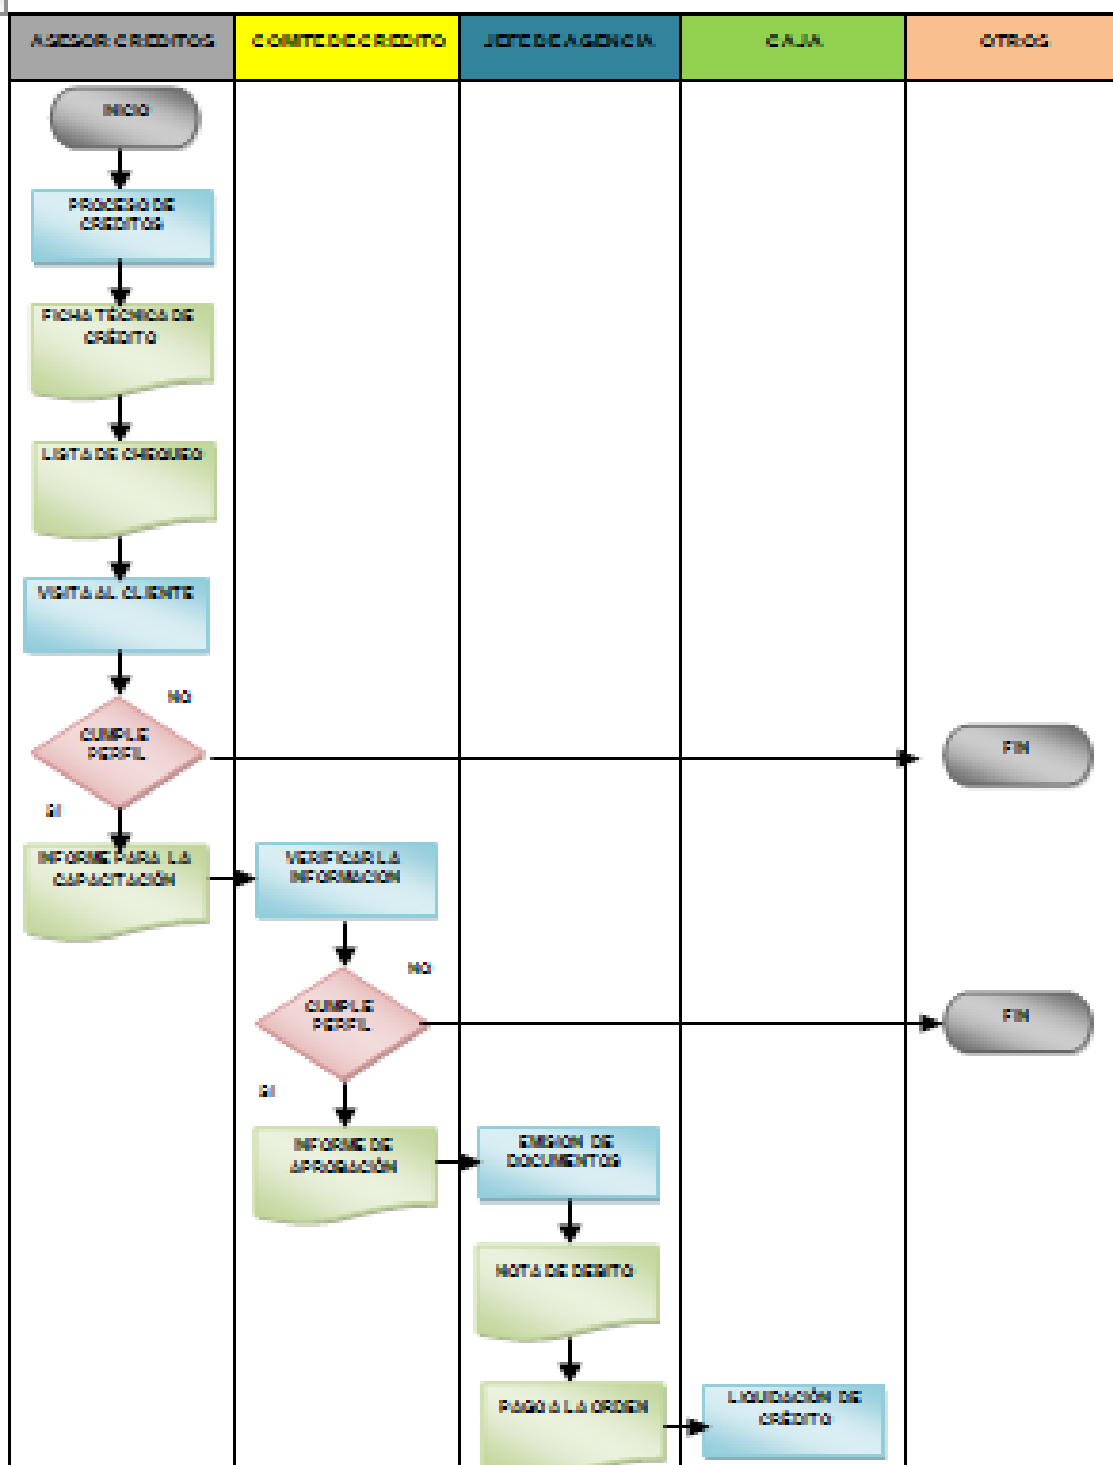 ASESOR CREDITOS
COMITE DE CREDITO
JEFE DE AGENCIA
CAJA
OTROS
INICIO
PROCESO DE
CREDITOS
FICHA TÉCNICA DE
CRÉDITO
LISTA DE CHEQUEO
VISITA AL CLIENTE
NO
CUMPLE
PERFIL
FIN
SI
INFORME PARA LA
CAPACITACIÓN
VERIFICAR LA
INFORMACION
NO
CUMPLE
PERFIL
FIN
SI
INFORME DE
APROBACIÓN
EMISION DE
DOCUMENTOS
NOTA DE DEBITO
PAGO A LA ORDEN
LIQUIDACIÓN DE
CRÉDITO